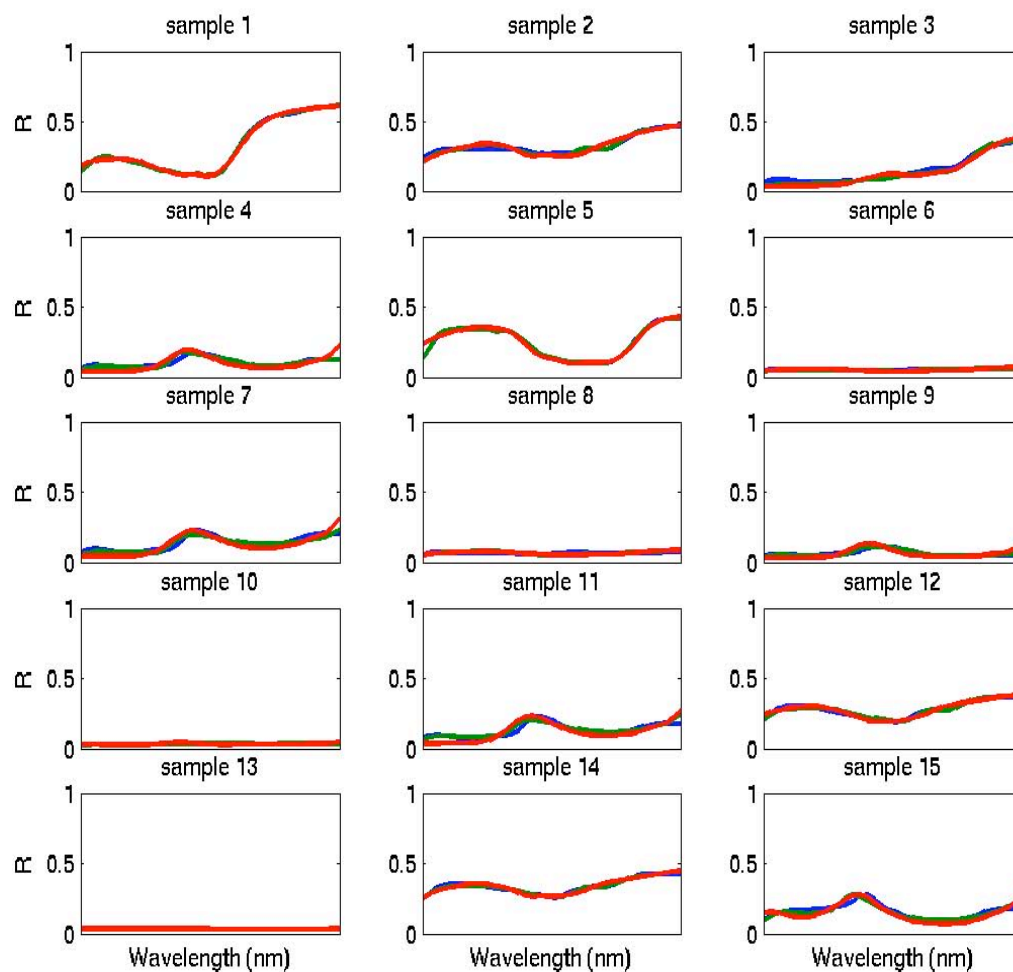 sample 1 sample 2 sample 3
1 1 1
R 0.5 0.5 0.5
0 0 0
sample 4 sample 5 sample 6
1 1 1
R 0.5 0.5 0.5
0 0 0
sample 7 sample 8 sample 9
1 1 1
R 0.5 0.5 0.5
0 0 0
sample 10 sample 11 sample 12
1 1 1
R 0.5 0.5 0.5
0 0 0
sample 13 sample 14 sample 15
1 1 1
R 0.5 0.5 0.5
0 0 0
Wavelength (nm) Wavelength (nm) Wavelength (nm)